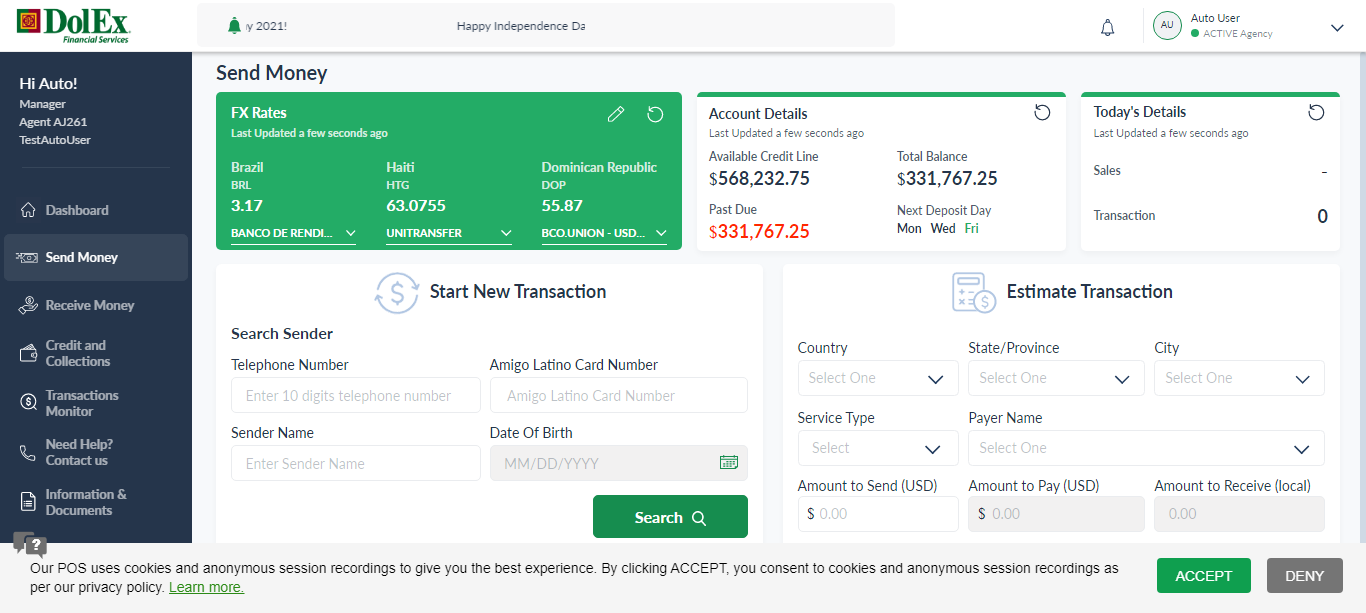 DolEx
Financial Services
y 2021!
Happy Independence Da
AU
Auto User
ACTIVE Agency
Hi Auto!
Manager
Agent AJ261
TestAutoUser
Dashboard
Send Money
Receive Money
Credit and
Collections
Transactions
Monitor
Need Help?
Contact us
Information &
Documents
Send Money
FX Rates
Last Updated a few seconds ago
Brazil
BRL
3.17
BANCO DE RENDI...
Haiti
HTG
63.0755
UNITRANSFER
Dominican Republic
DOP
55.87
BCO.UNION - USD...
Account Details
Last Updated a few seconds ago
Available Credit Line
$568,232.75
Total Balance
$331,767.25
Past Due
$331,767.25
Next Deposit Day
Mon Wed Fri
Today's Details
Last Updated a few seconds ago
Sales -
Transaction 0
Start New Transaction
Search Sender
Telephone Number
Enter 10 digits telephone number
Amigo Latino Card Number
Amigo Latino Card Number
Sender Name
Enter Sender Name
Date Of Birth
MM/DD/YYYY
Search
Estimate Transaction
Country
Select One
State/Province
Select One
City
Select One
Service Type
Select
Payer Name
Select One
Amount to Send (USD)
$ 0.00
Amount to Pay (USD)
$ 0.00
Amount to Receive (local)
0.00
?
Our POS uses cookies and anonymous session recordings to give you the best experience. By clicking ACCEPT, you consent to cookies and anonymous session recordings as
per our privacy policy. Learn more.
ACCEPT
DENY